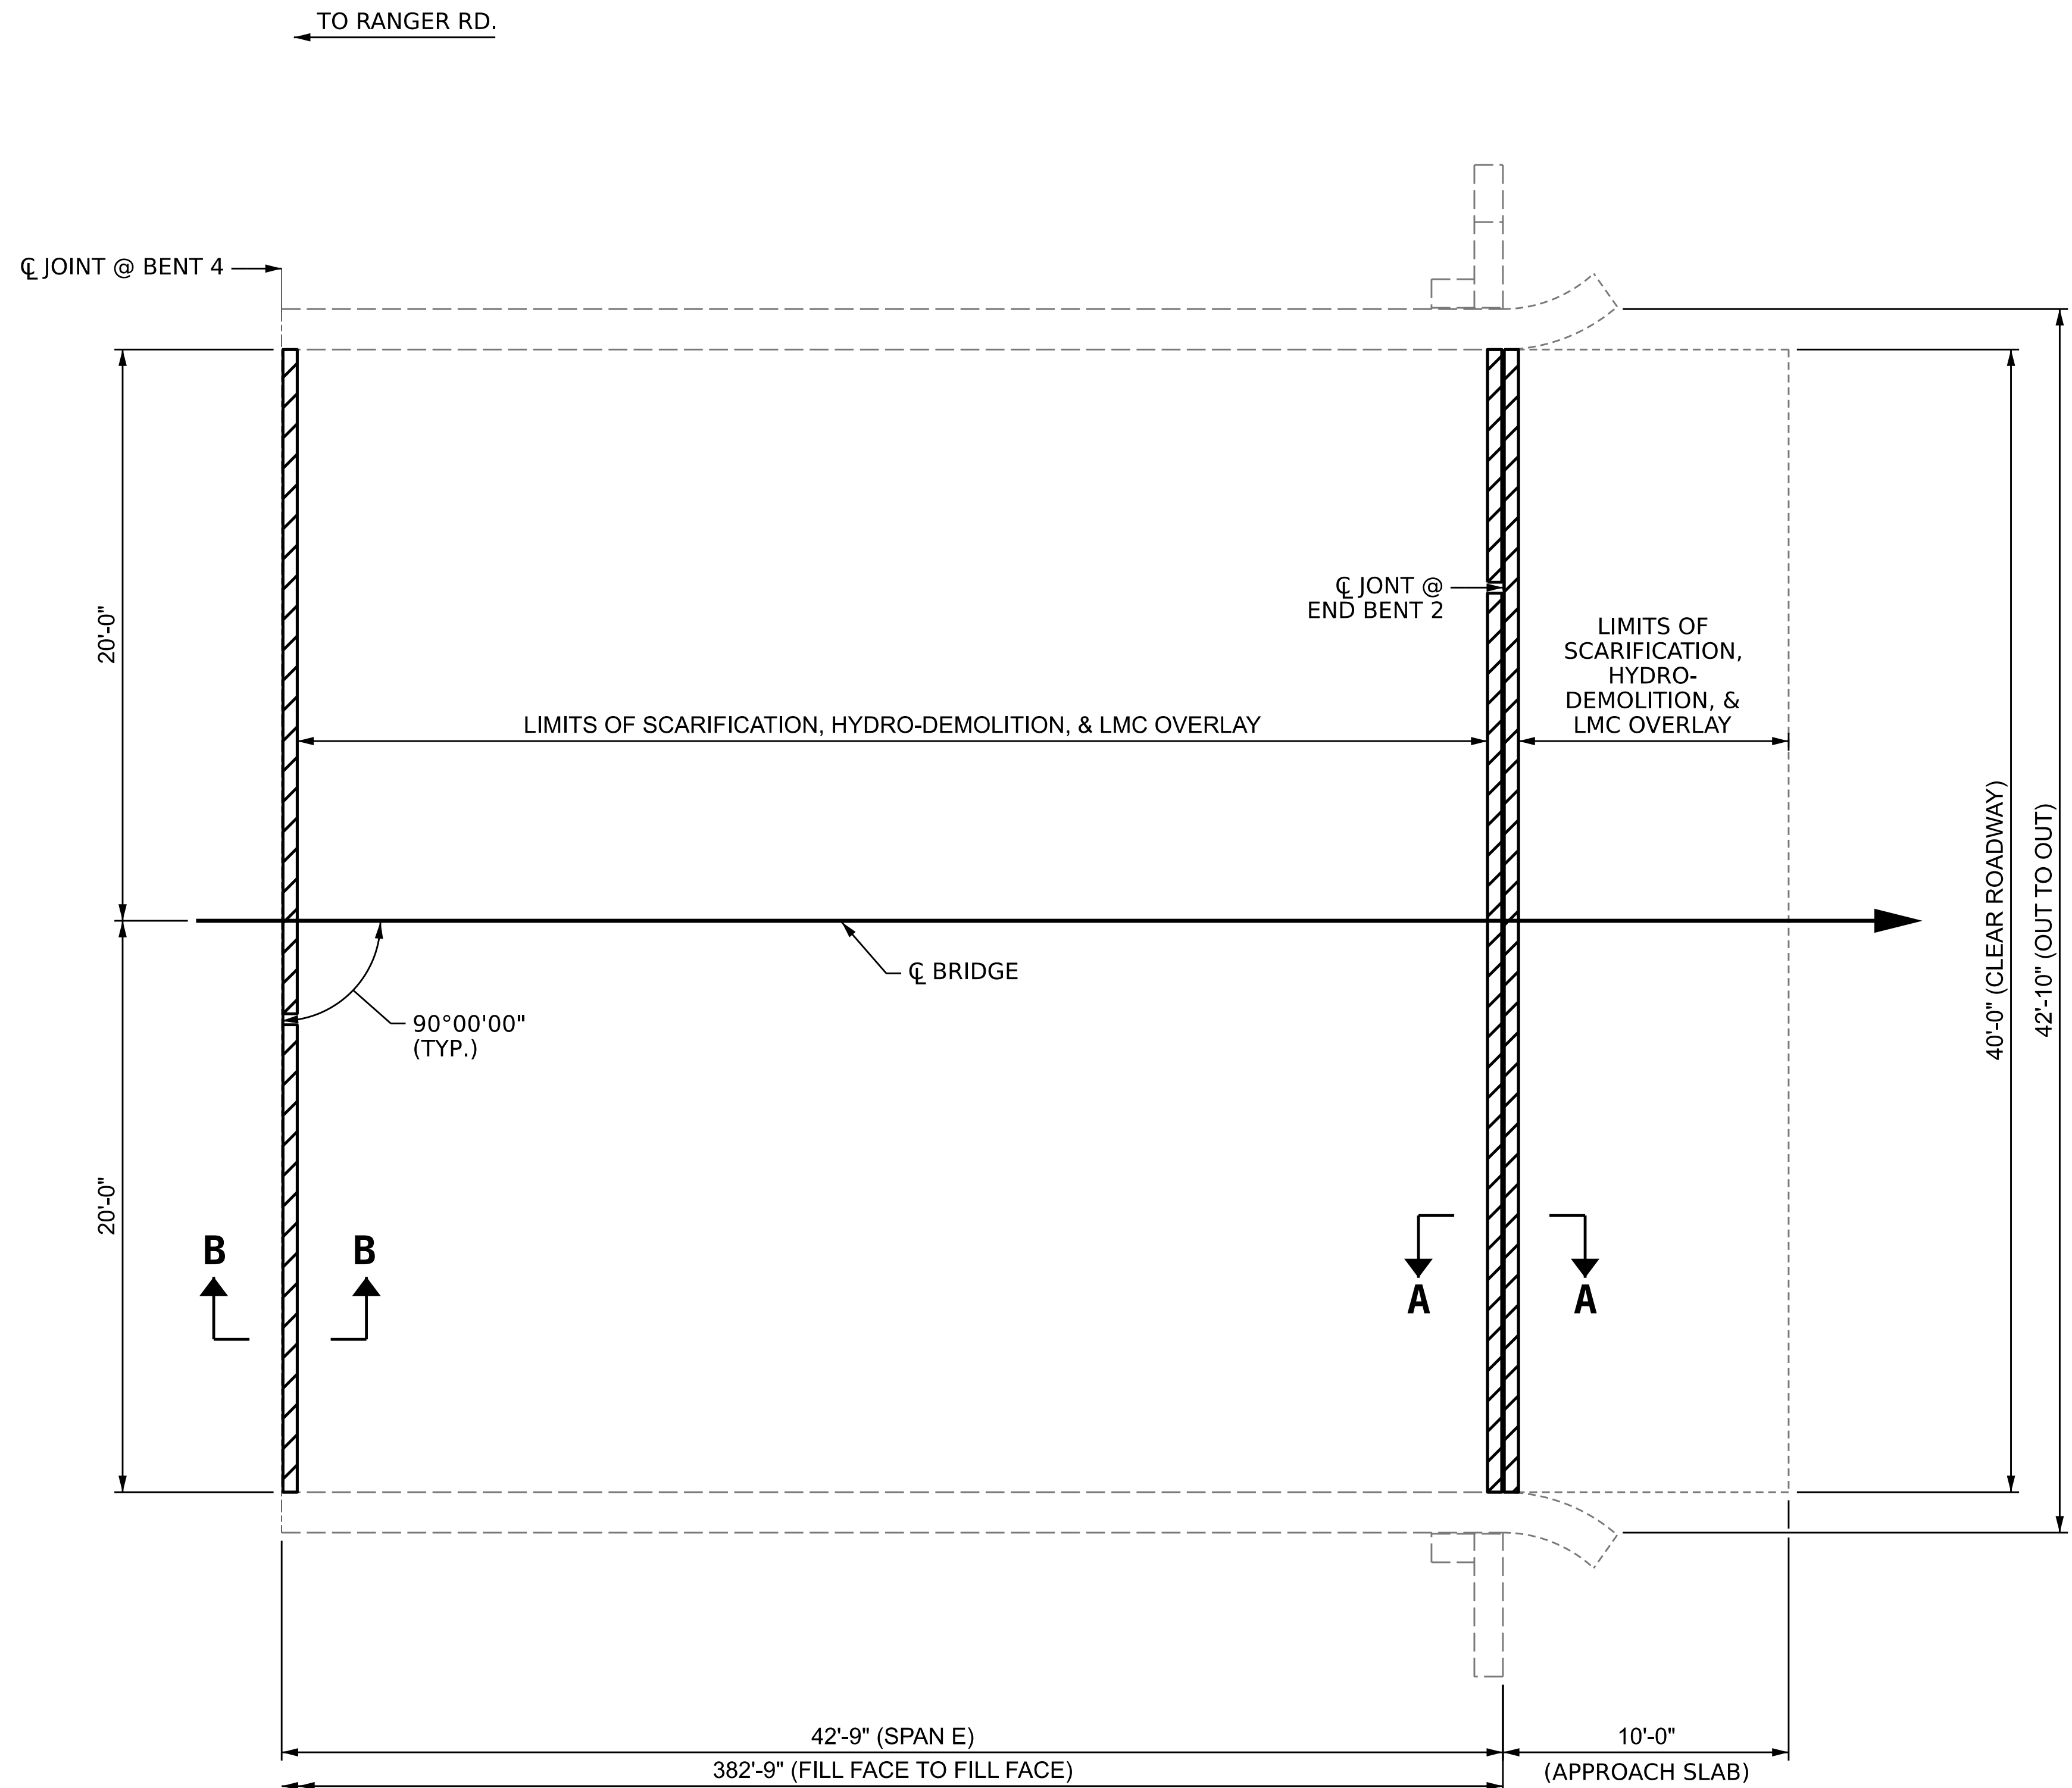 TO RANGER RD.
℄ JOINT @ BENT 4
20'-0"
℄ JONT @
END BENT 2
LIMITS OF
SCARIFICATION,
HYDRO-
DEMOLITION, &
LMC OVERLAY
LIMITS OF SCARIFICATION, HYDRO-DEMOLITION, & LMC OVERLAY
40'-0" (CLEAR ROADWAY)
42'-10" (OUT TO OUT)
℄ BRIDGE
90°00'00"
(TYP.)
20'-0"
B B
A A
42'-9" (SPAN E)
10'-0"
382'-9" (FILL FACE TO FILL FACE)
(APPROACH SLAB)